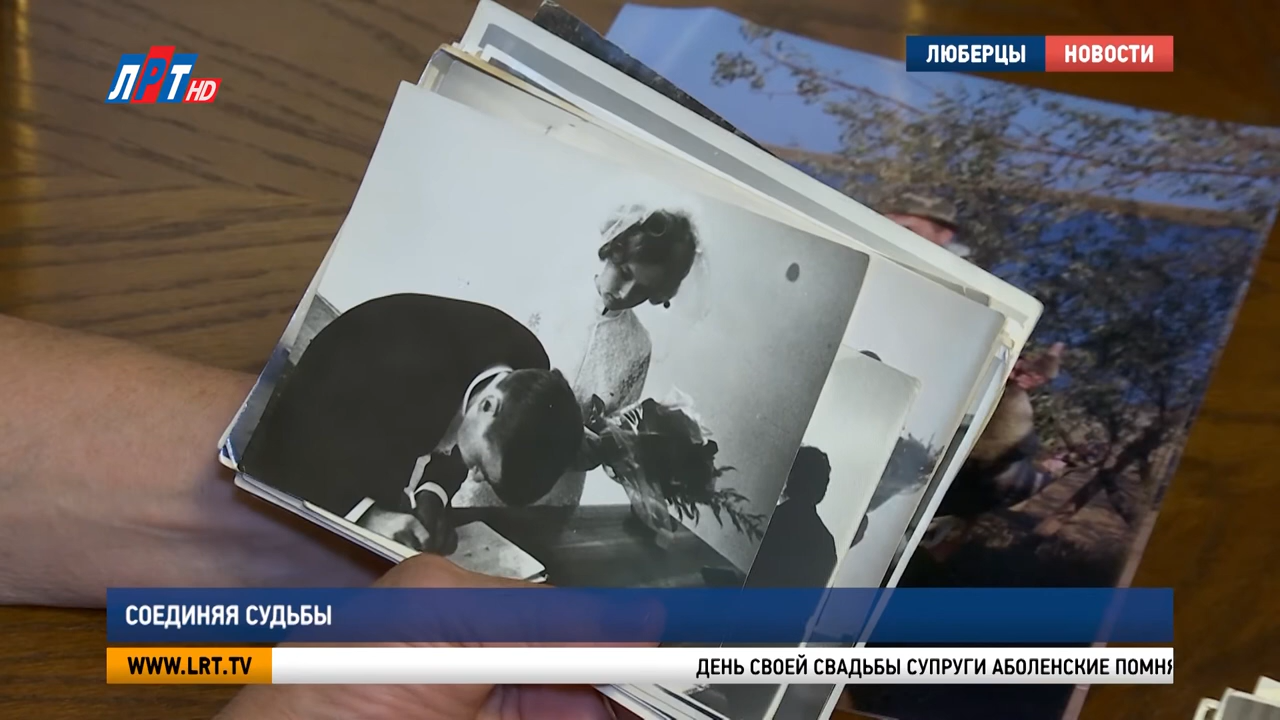 ЛРТ HD
ЛЮБЕРЦЫ НОВОСТИ
СОЕДИНЯЯ СУДЬБЫ
WWW.LRT.TV
ДЕНЬ СВОЕЙ СВАДЬБЫ СУПРУГИ АБОЛЕНСКИЕ ПОМНЯ